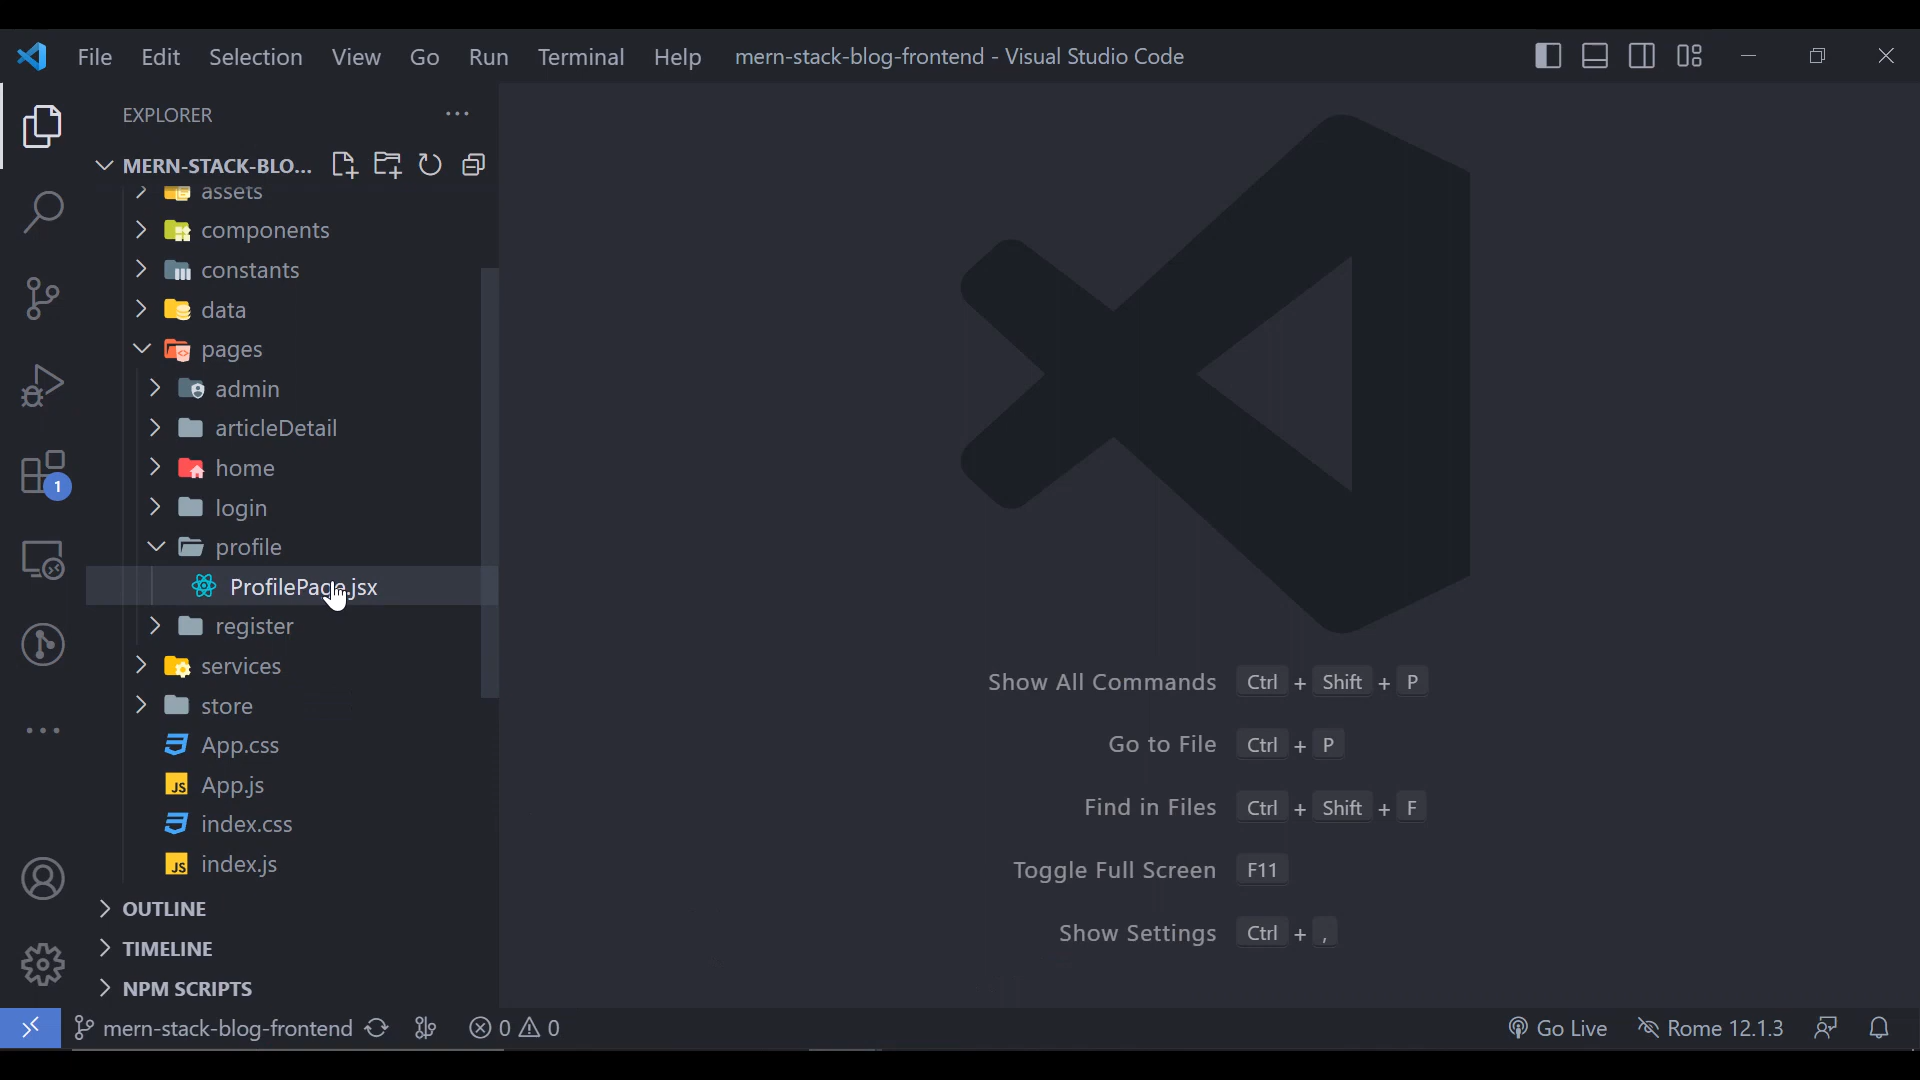 File Edit Selection View Go Run Terminal Help mern-stack-blog-frontend - Visual Studio Code
EXPLORER ...
MERN-STACK-BLO...
assets
components
constants
data
pages
admin
articleDetail
home
login
profile
ProfilePage.jsx
register
services
store
App.css
JS App.js
index.css
JS index.js
OUTLINE
TIMELINE
NPM SCRIPTS
1
Show All Commands Ctrl + Shift + P
Go to File Ctrl + P
Find in Files Ctrl + Shift + F
Toggle Full Screen F11
Show Settings Ctrl + ,
mern-stack-blog-frontend 0 0 Go Live Rome 12.1.3